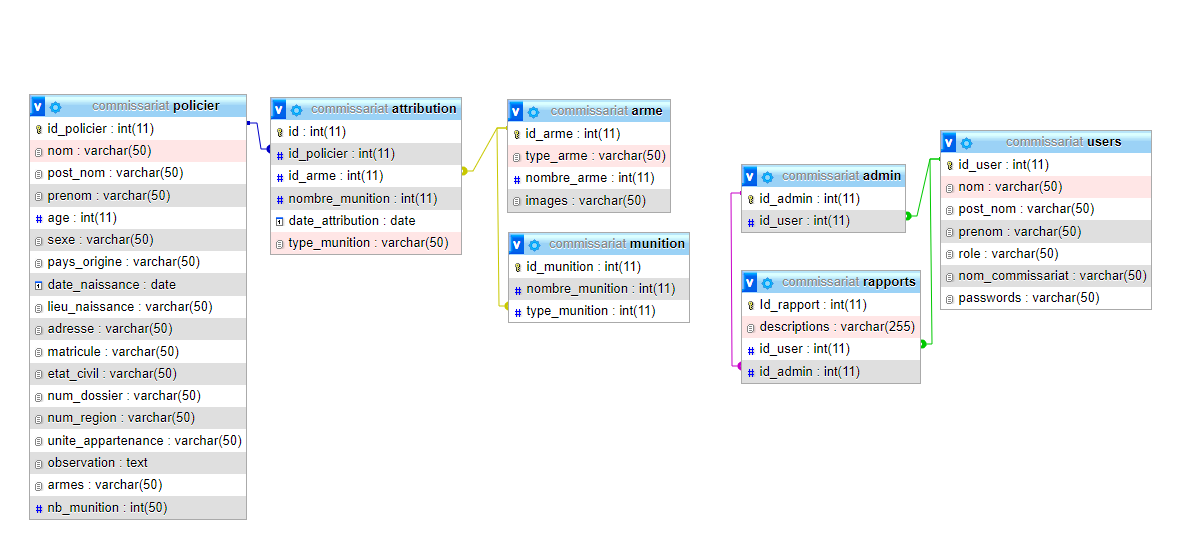 commissariat policier
id_policier : int(11)
nom : varchar(50)
post_nom : varchar(50)
prenom : varchar(50)
age : int(11)
sexe : varchar(50)
pays_origine : varchar(50)
date_naissance : date
lieu_naissance : varchar(50)
adresse : varchar(50)
matricule : varchar(50)
etat_civil : varchar(50)
num_dossier : varchar(50)
num_region : varchar(50)
unite_appartenance : varchar(50)
observation : text
armes : varchar(50)
nb_munition : int(50)
commissariat attribution
id : int(11)
id_policier : int(11)
id_arme : int(11)
nombre_munition : int(11)
date_attribution : date
type_munition : varchar(50)
commissariat arme
id_arme : int(11)
type_arme : varchar(50)
nombre_arme : int(11)
images : varchar(50)
commissariat munition
id_munition : int(11)
nombre_munition : int(11)
type_munition : int(11)
commissariat admin
id_admin : int(11)
id_user : int(11)
commissariat rapports
Id_rapport : int(11)
descriptions : varchar(255)
id_user : int(11)
id_admin : int(11)
commissariat users
id_user : int(11)
nom : varchar(50)
post_nom : varchar(50)
prenom : varchar(50)
role : varchar(50)
nom_commissariat : varchar(50)
passwords : varchar(50)